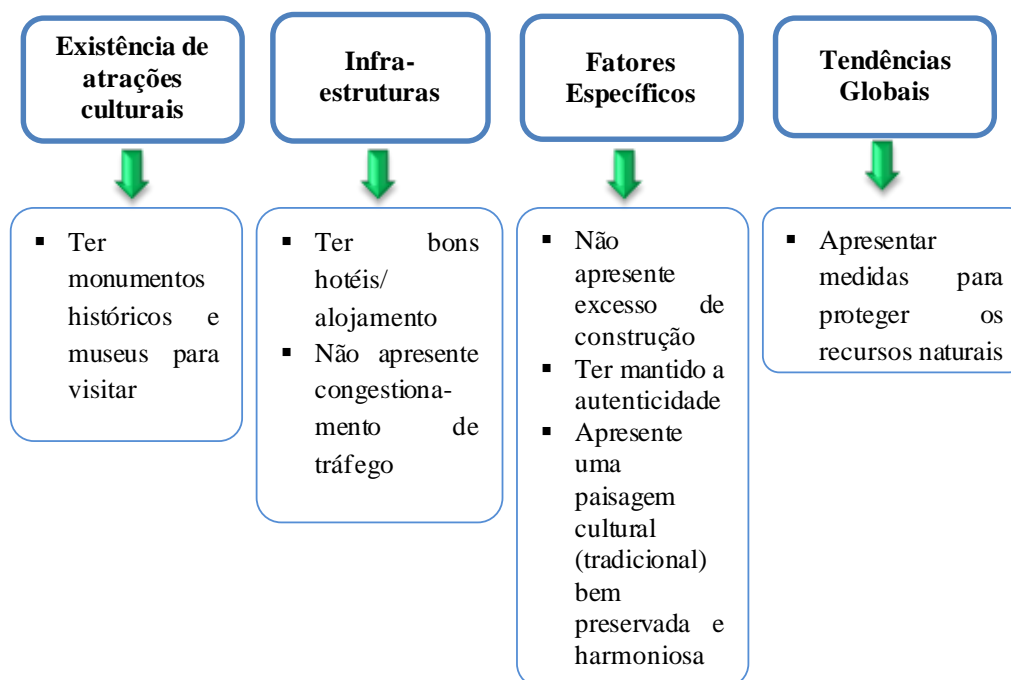 Existência de
atrações
culturais
Infra-
estruturas
Fatores
Específicos
Tendências
Globais
▪ Ter
monumentos
históricos e
museus para
visitar
▪ Ter bons
hotéis/
alojamento
▪ Não apresente
congestiona-
mento de
tráfego
▪ Não
apresente
excesso de
construção
▪ Ter mantido a
autenticidade
▪ Apresente
uma
paisagem
cultural
(tradicional)
bem
preservada e
harmoniosa
▪ Apresentar
medidas para
proteger os
recursos naturais